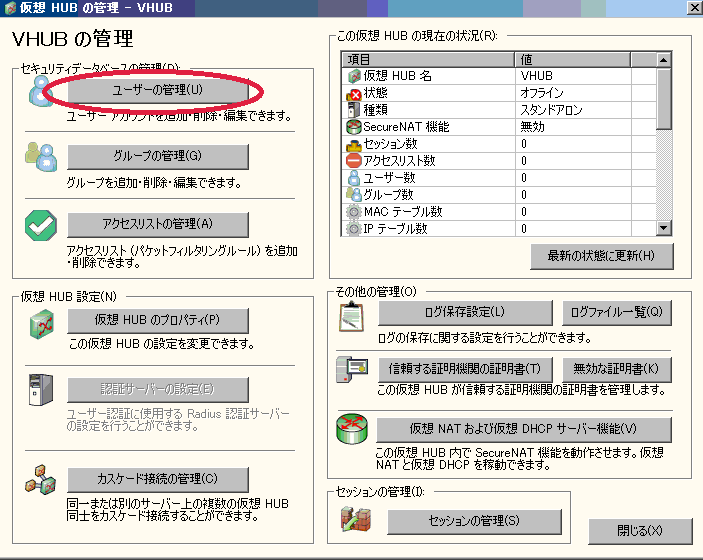 仮想 HUB の管理 - VHUB
VHUB の管理
セキュリティデータベースの管理(D):
ユーザーの管理(U)
ユーザー アカウントを追加・削除・編集できます。
グループの管理(G)
グループを追加・削除・編集できます。
アクセスリストの管理(A)
アクセスリスト (パケットフィルタリングルール) を追加
・削除できます。
仮想 HUB 設定(N)
仮想 HUB のプロパティ(P)
この仮想 HUB の設定を変更できます。
認証サーバーの設定(E)
ユーザー認証に使用する Radius 認証サーバー
の設定を行うことができます。
カスケード接続の管理(C)
同一または別のサーバー上の複数の仮想 HUB
同士をカスケード接続することができます。
この仮想 HUB の現在の状況(R):
項目 値
仮想 HUB 名 VHUB
状態 オフライン
種類 スタンドアロン
SecureNAT 機能 無効
セッション数 0
アクセスリスト数 0
ユーザー数 0
グループ数 0
MAC テーブル数 0
IP テーブル数 0
最新の状態に更新(H)
その他の管理(O)
ログ保存設定(L)
ログファイル一覧(Q)
ログの保存に関する設定を行うことができます。
信頼する証明機関の証明書(T)
無効な証明書(K)
この仮想 HUB が信頼する証明機関の証明書を管理します。
仮想 NAT および仮想 DHCP サーバー機能(V)
この仮想 HUB 内で SecureNAT 機能を動作させます。仮想
NAT と仮想 DHCP を稼動できます。
セッションの管理(I):
セッションの管理(S)
閉じる(X)